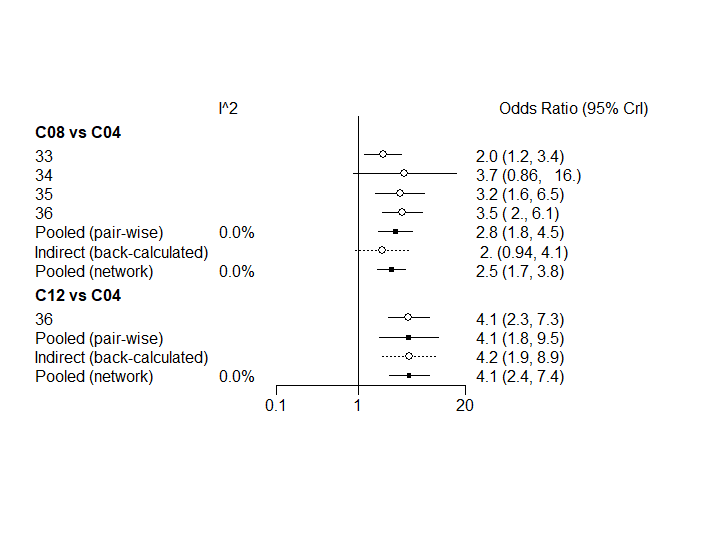 I^2 Odds Ratio (95% CrI)
C08 vs C04
33 2.0 (1.2, 3.4)
34 3.7 (0.86, 16.)
35 3.2 (1.6, 6.5)
36 3.5 ( 2., 6.1)
Pooled (pair-wise) 0.0% 2.8 (1.8, 4.5)
Indirect (back-calculated) 2. (0.94, 4.1)
Pooled (network) 0.0% 2.5 (1.7, 3.8)
C12 vs C04
36 4.1 (2.3, 7.3)
Pooled (pair-wise) 4.1 (1.8, 9.5)
Indirect (back-calculated) 4.2 (1.9, 8.9)
Pooled (network) 0.0% 4.1 (2.4, 7.4)
0.1 1 20